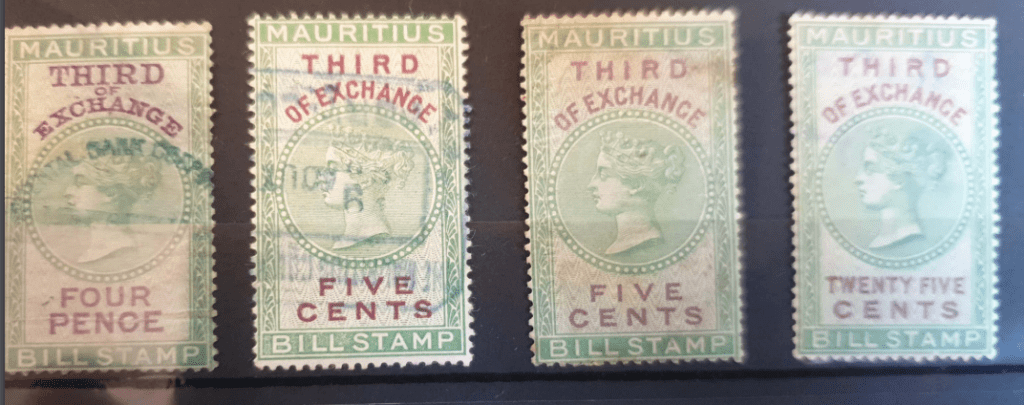 MAURITIUS
THIRD
OF
EXCHANGE
FOUR
PENCE
BILL STAMP
MAURITIUS
THIRD
OF EXCHANGE
FIVE
CENTS
BILL STAMP
MAURITIUS
THIRD
OF EXCHANGE
FIVE
CENTS
BILL STAMP
MAURITIUS
THIRD
OF EXCHANGE
TWENTY FIVE
CENTS
BILL STAMP